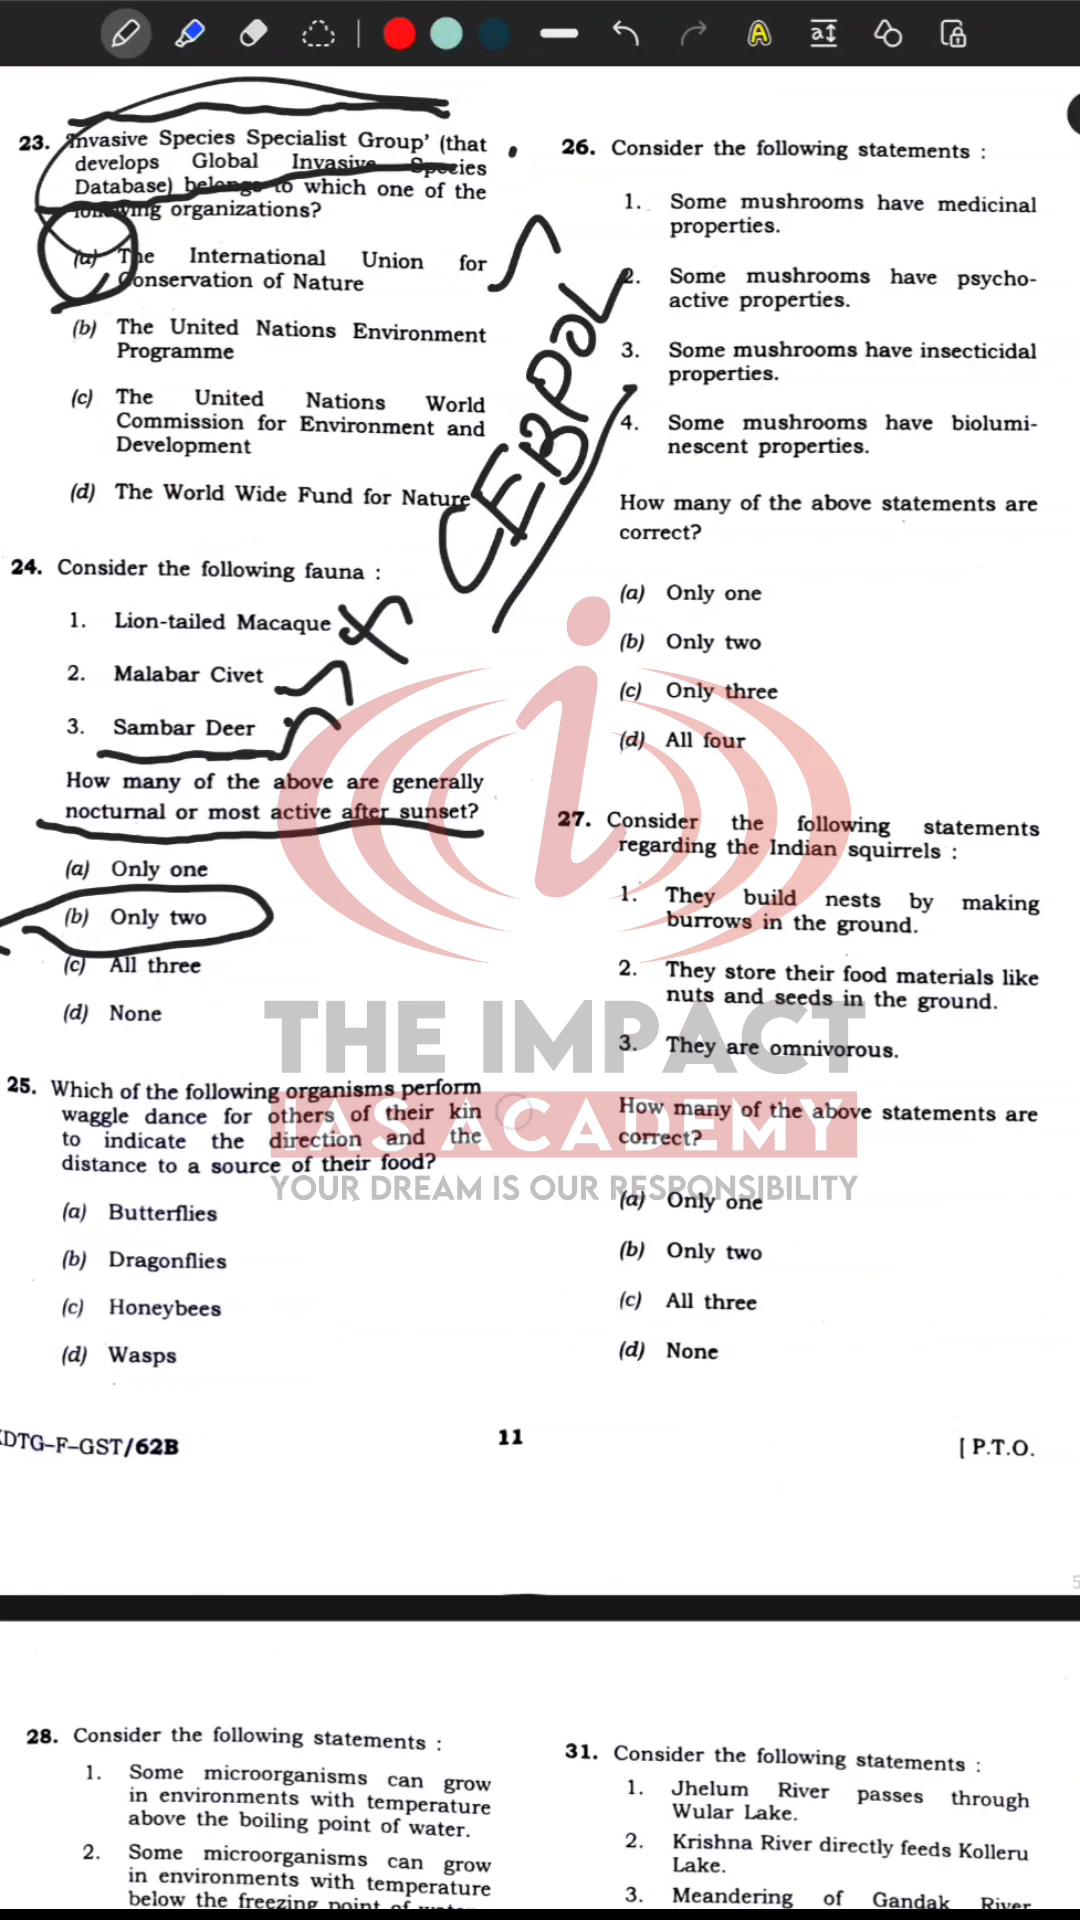 23. 'Invasive Species Specialist Group' (that
develops Global Invasive Species
Database) belongs to which one of the
following organizations?
(a) The International Union for
Conservation of Nature
(b) The United Nations Environment
Programme
(c) The United Nations World
Commission for Environment and
Development
(d) The World Wide Fund for Nature
CEBPOL
24. Consider the following fauna :
1. Lion-tailed Macaque
2. Malabar Civet
3. Sambar Deer
How many of the above are generally
nocturnal or most active after sunset?
(a) Only one
(b) Only two
(c) All three
(d) None
25. Which of the following organisms perform
waggle dance for others of their kin
to indicate the direction and the
distance to a source of their food?
(a) Butterflies
(b) Dragonflies
(c) Honeybees
(d) Wasps
26. Consider the following statements :
1. Some mushrooms have medicinal
properties.
2. Some mushrooms have psycho-
active properties.
3. Some mushrooms have insecticidal
properties.
4. Some mushrooms have biolumi-
nescent properties.
How many of the above statements are
correct?
(a) Only one
(b) Only two
(c) Only three
(d) All four
27. Consider the following statements
regarding the Indian squirrels :
1. They build nests by making
burrows in the ground.
2. They store their food materials like
nuts and seeds in the ground.
3. They are omnivorous.
How many of the above statements are
correct?
(a) Only one
(b) Only two
(c) All three
(d) None
THE IMPACT
IAS ACADEMY
YOUR DREAM IS OUR RESPONSIBILITY
DTG-F-GST/62B
11
[ P.T.O.
28. Consider the following statements :
1. Some microorganisms can grow
in environments with temperature
above the boiling point of water.
2. Some microorganisms can grow
in environments with temperature
below the freezing point of
31. Consider the following statements :
1. Jhelum River passes through
Wular Lake.
2. Krishna River directly feeds Kolleru
Lake.
3. Meandering of Gandak River